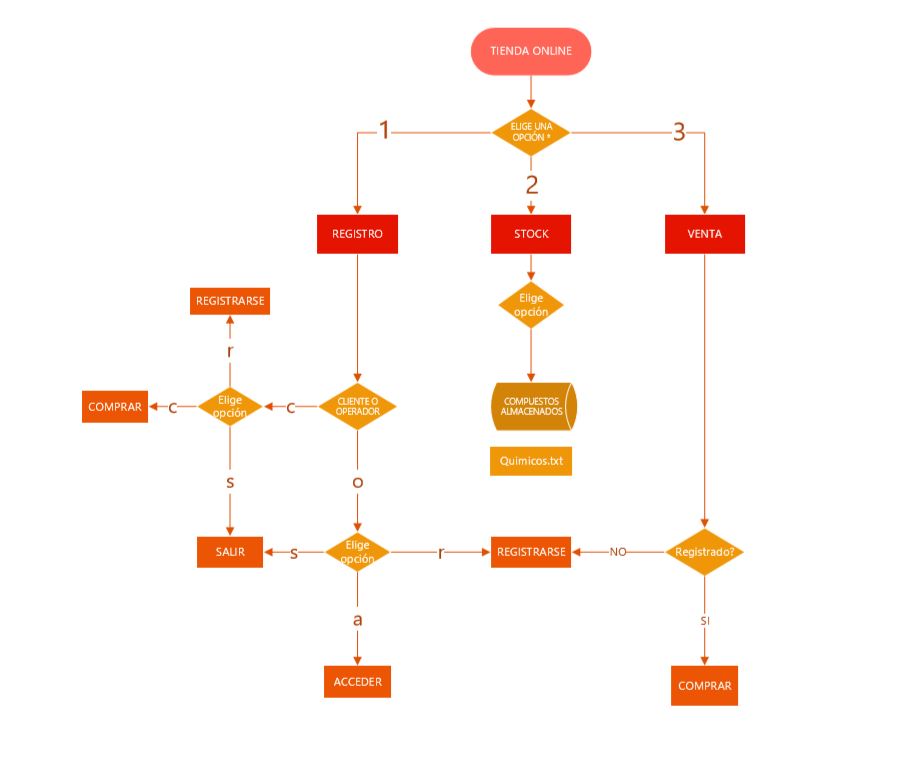 TIENDA ONLINE
ELIGE UNA
OPCIÓN *
1
3
2
REGISTRO
STOCK
VENTA
REGISTRARSE
Elige
opción
r
COMPRAR
c
Elige
opción
c
CLIENTE O
OPERADOR
COMPUESTOS
ALMACENADOS
Quimicos.txt
s
o
SALIR
s
Elige
opción
r
REGISTRARSE
NO
Registrado?
a
SI
ACCEDER
COMPRAR